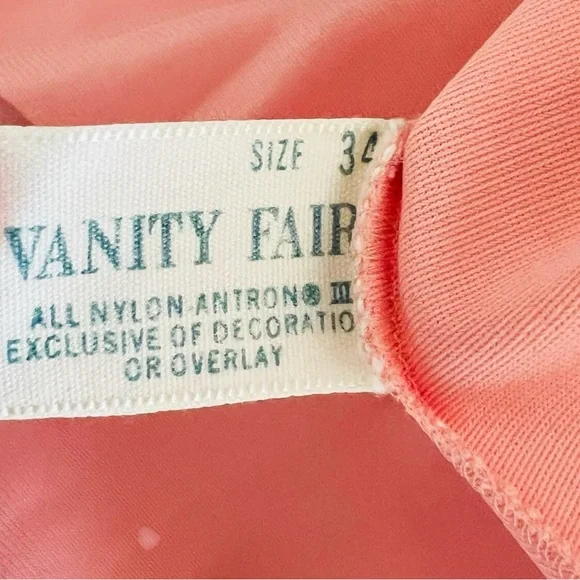 SIZE 34
VANITY FAIR
ALL NYLON ANTRON® III
EXCLUSIVE OF DECORATIO
OR OVERLAY